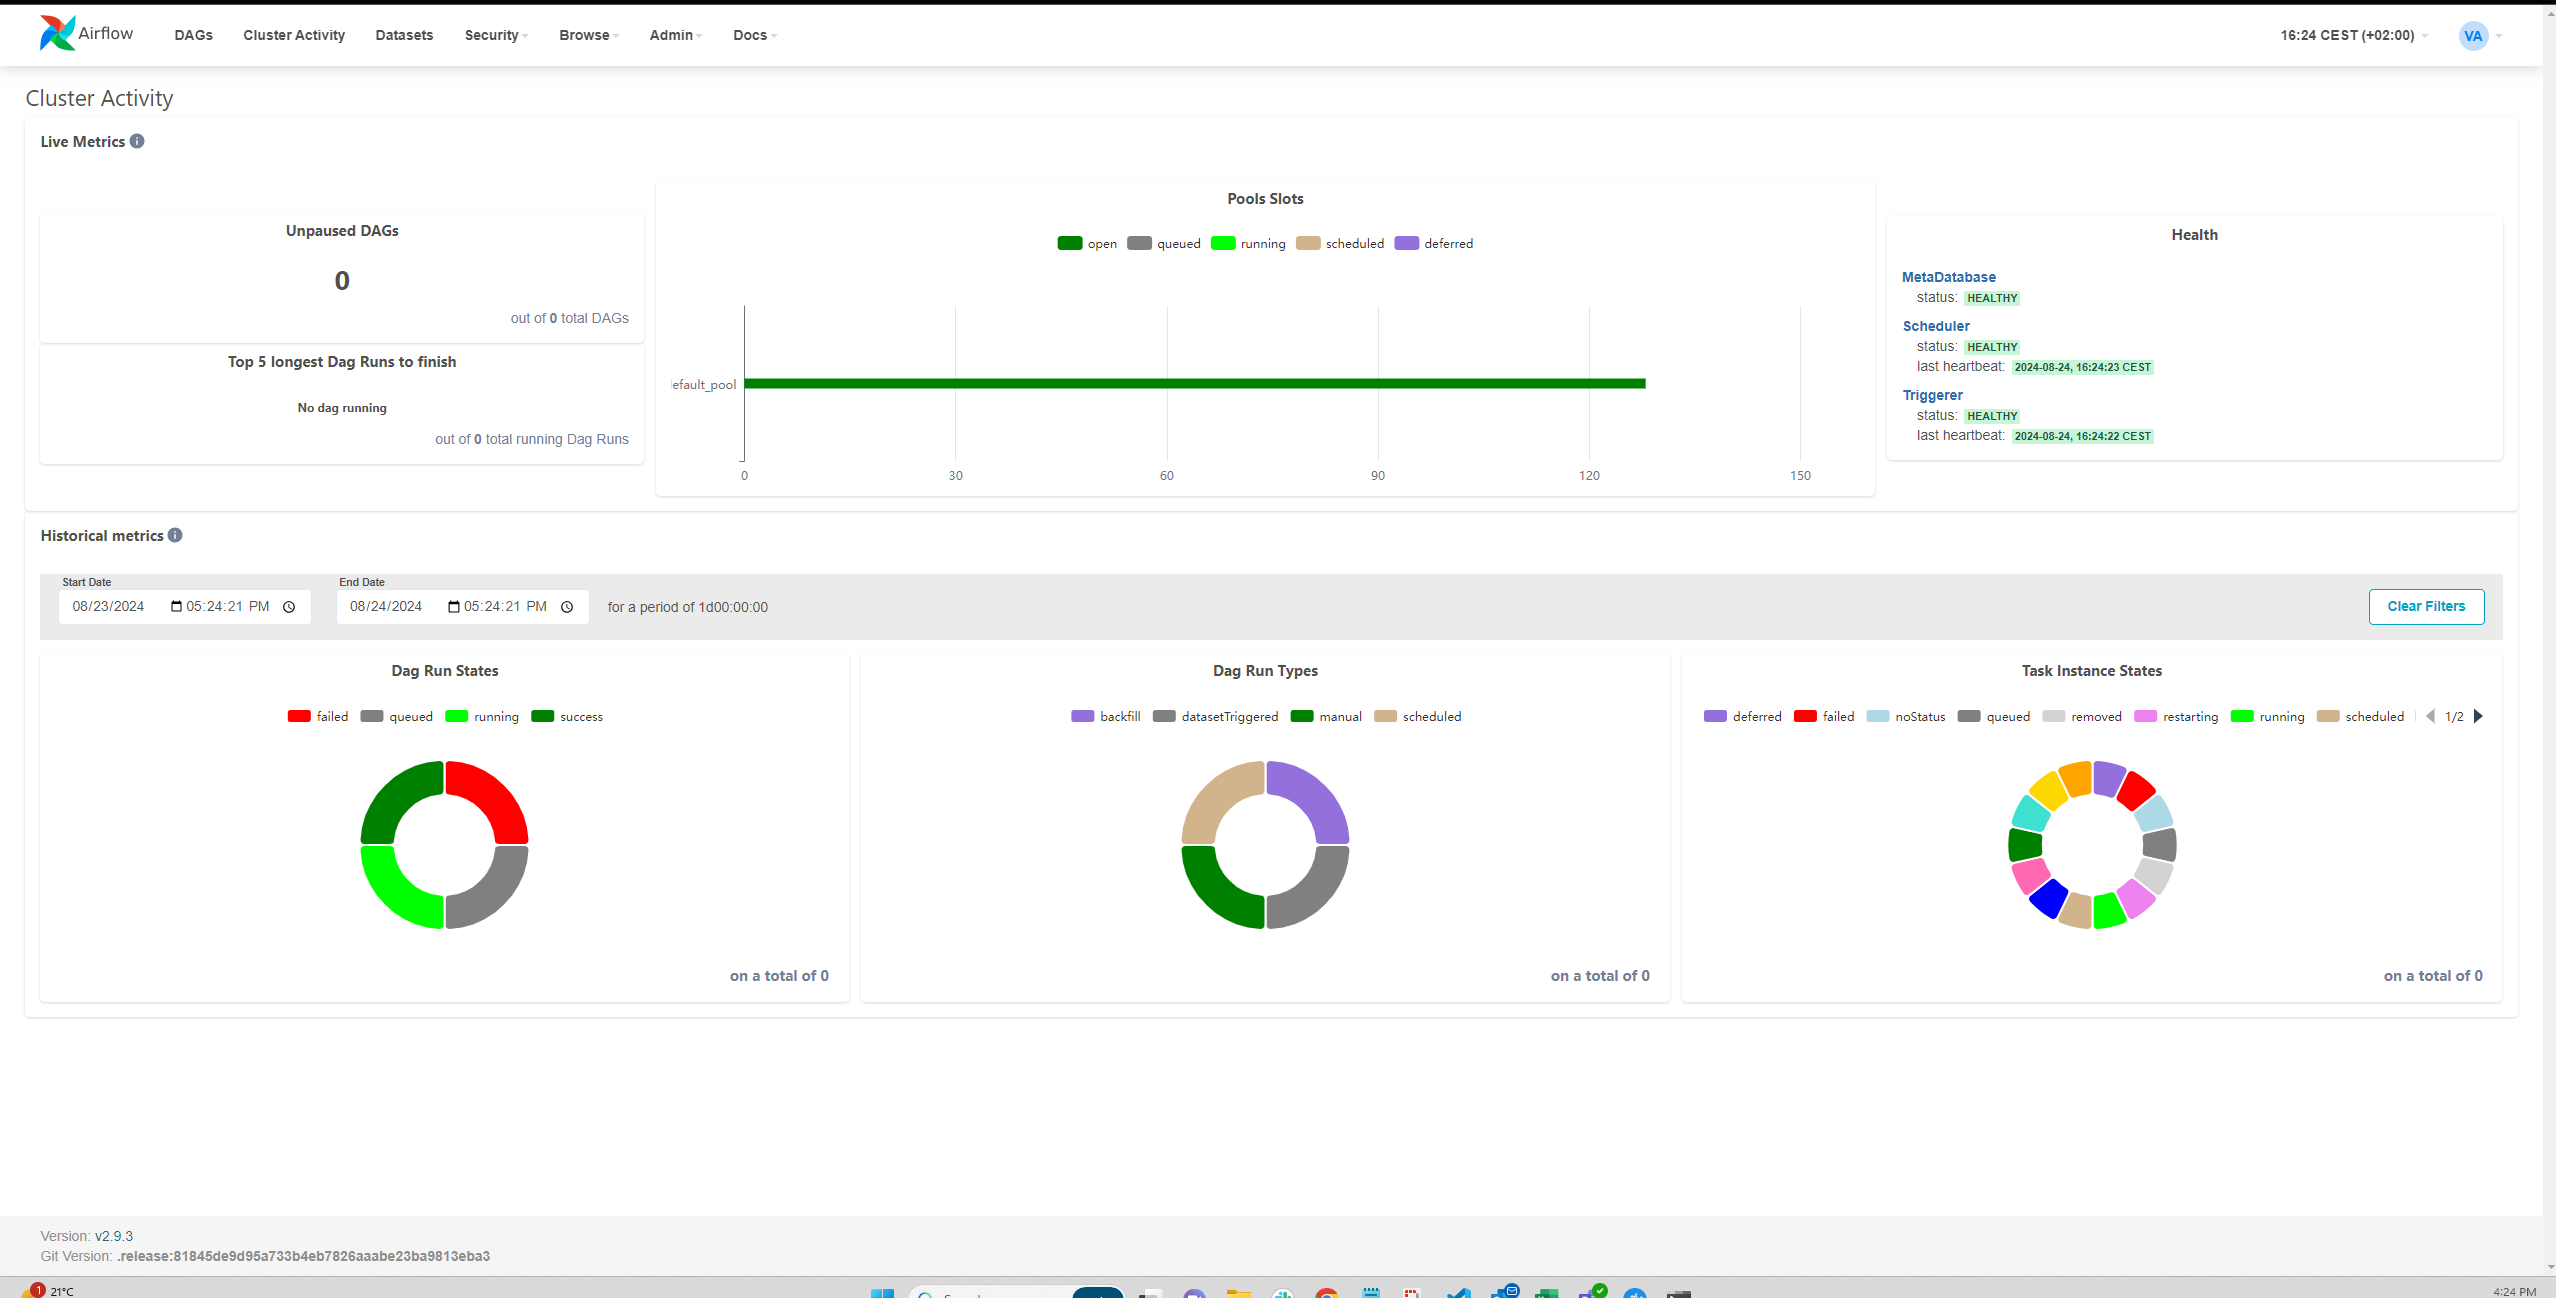 Airflow DAGs Cluster Activity Datasets Security Browse Admin Docs 16:24 CEST (+02:00) VA
Cluster Activity
Live Metrics
Unpaused DAGs
0
out of 0 total DAGs
Top 5 longest Dag Runs to finish
No dag running
out of 0 total running Dag Runs
Pools Slots
open queued running scheduled deferred
efault_pool
0 30 60 90 120 150
Health
MetaDatabase
status: HEALTHY
Scheduler
status: HEALTHY
last heartbeat: 2024-08-24, 16:24:23 CEST
Triggerer
status: HEALTHY
last heartbeat: 2024-08-24, 16:24:22 CEST
Historical metrics
Start Date End Date
08/23/2024 05:24:21 PM 08/24/2024 05:24:21 PM for a period of 1d00:00:00 Clear Filters
Dag Run States
failed queued running success
on a total of 0
Dag Run Types
backfill datasetTriggered manual scheduled
on a total of 0
Task Instance States
deferred failed noStatus queued removed restarting running scheduled 1/2
on a total of 0
Version: v2.9.3
Git Version: .release:81845de9d95a733b4eb7826aaabe23ba9813eba3
1 21°C 4:24 PM